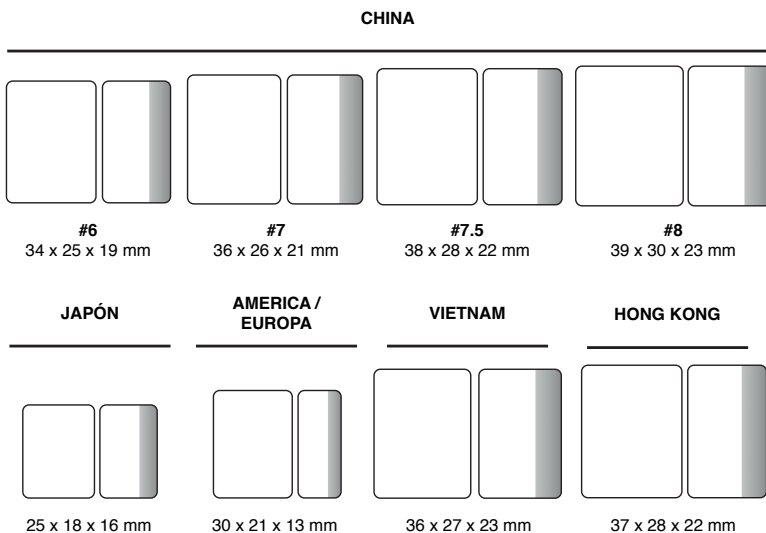 CHINA
#6
34 x 25 x 19 mm
#7
36 x 26 x 21 mm
#7.5
38 x 28 x 22 mm
#8
39 x 30 x 23 mm
JAPÓN
25 x 18 x 16 mm
AMERICA /
EUROPA
30 x 21 x 13 mm
VIETNAM
36 x 27 x 23 mm
HONG KONG
37 x 28 x 22 mm